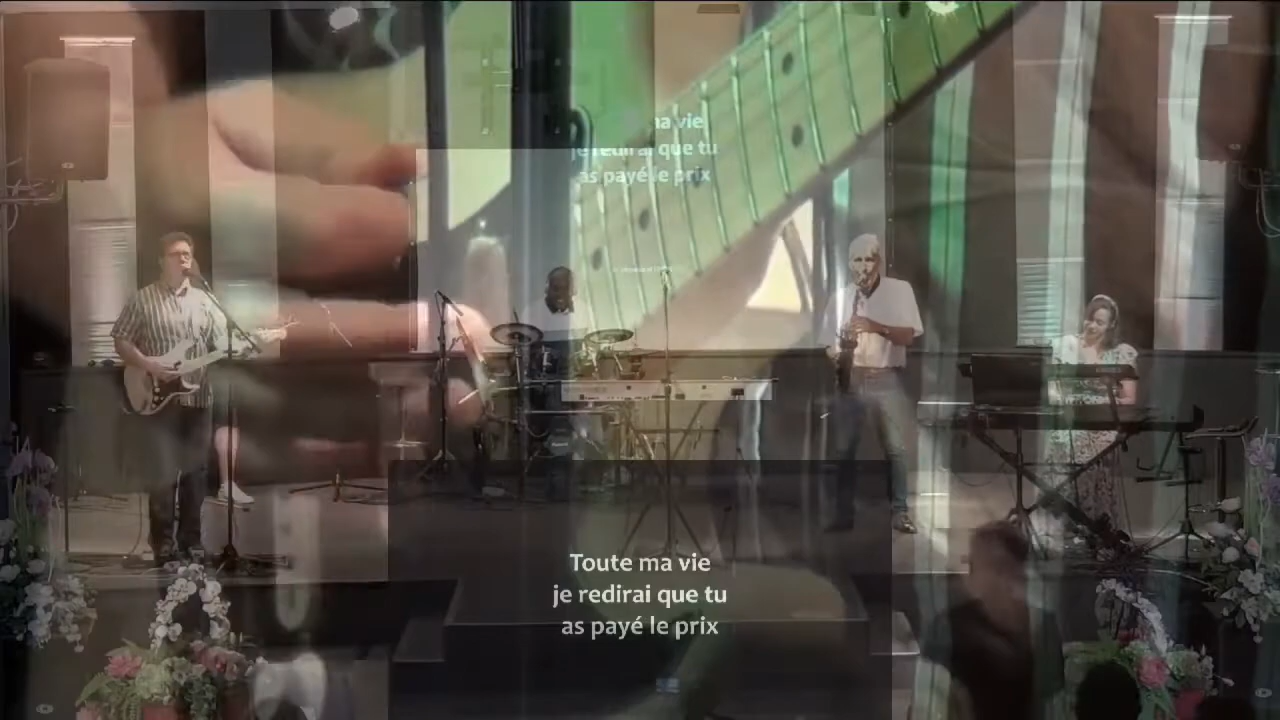 ma vie
je redirai que tu
as payé le prix
Toute ma vie
je redirai que tu
as payé le prix